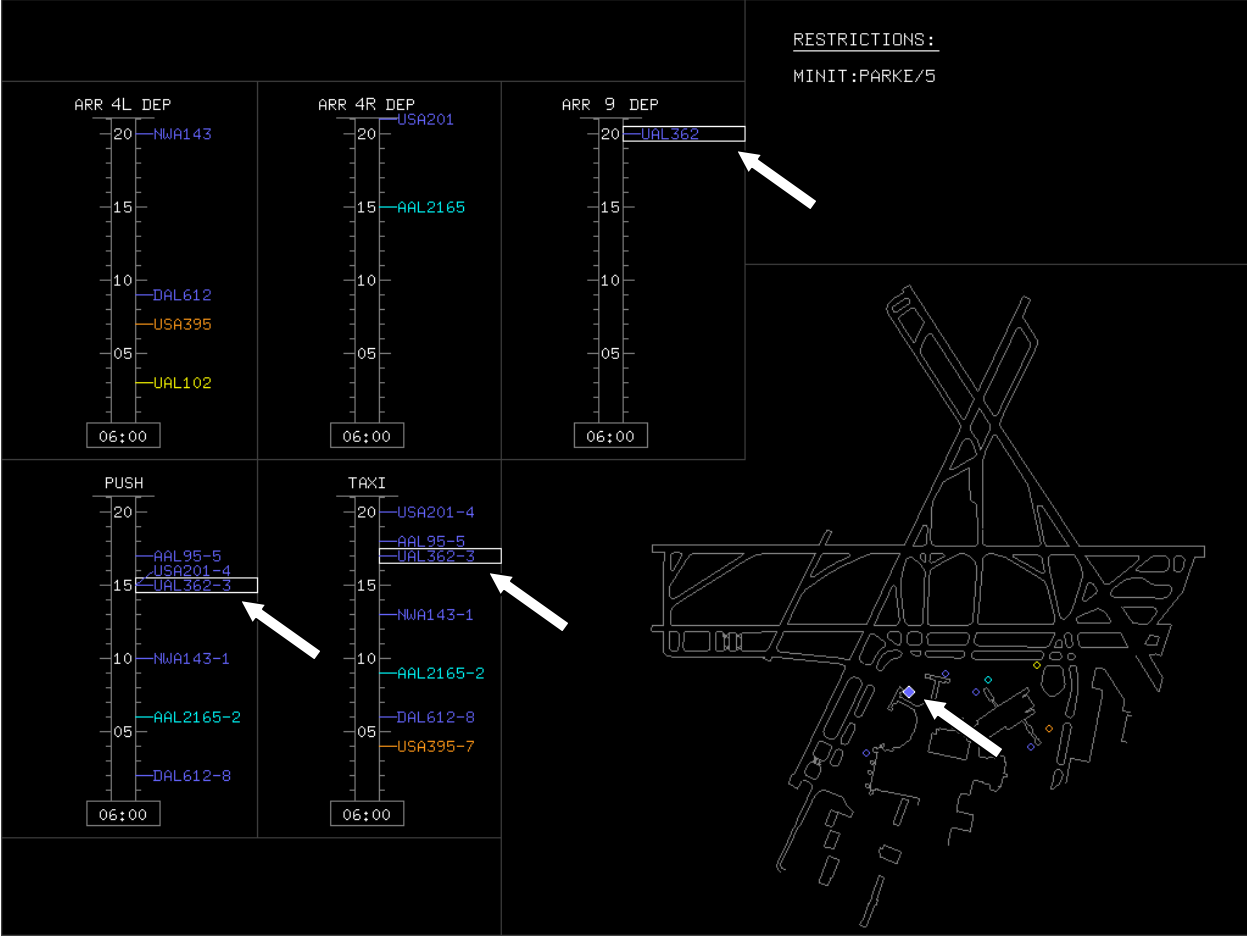 RESTRICTIONS:
MINIT:PARKE/5
ARR 4L DEP
20 NWA143
15
10
DAL612
USA395
05
UAL102
06:00
ARR 4R DEP
USA201
20
15 AAL2165
10
05
06:00
ARR 9 DEP
20 UAL362
15
10
05
06:00
PUSH
20
AAL95-5
USA201-4
15 UAL362-3
10 NWA143-1
AAL2165-2
05
DAL612-8
06:00
TAXI
20 USA201-4
AAL95-5
UAL362-3
15
NWA143-1
10
AAL2165-2
DAL612-8
05
USA395-7
06:00